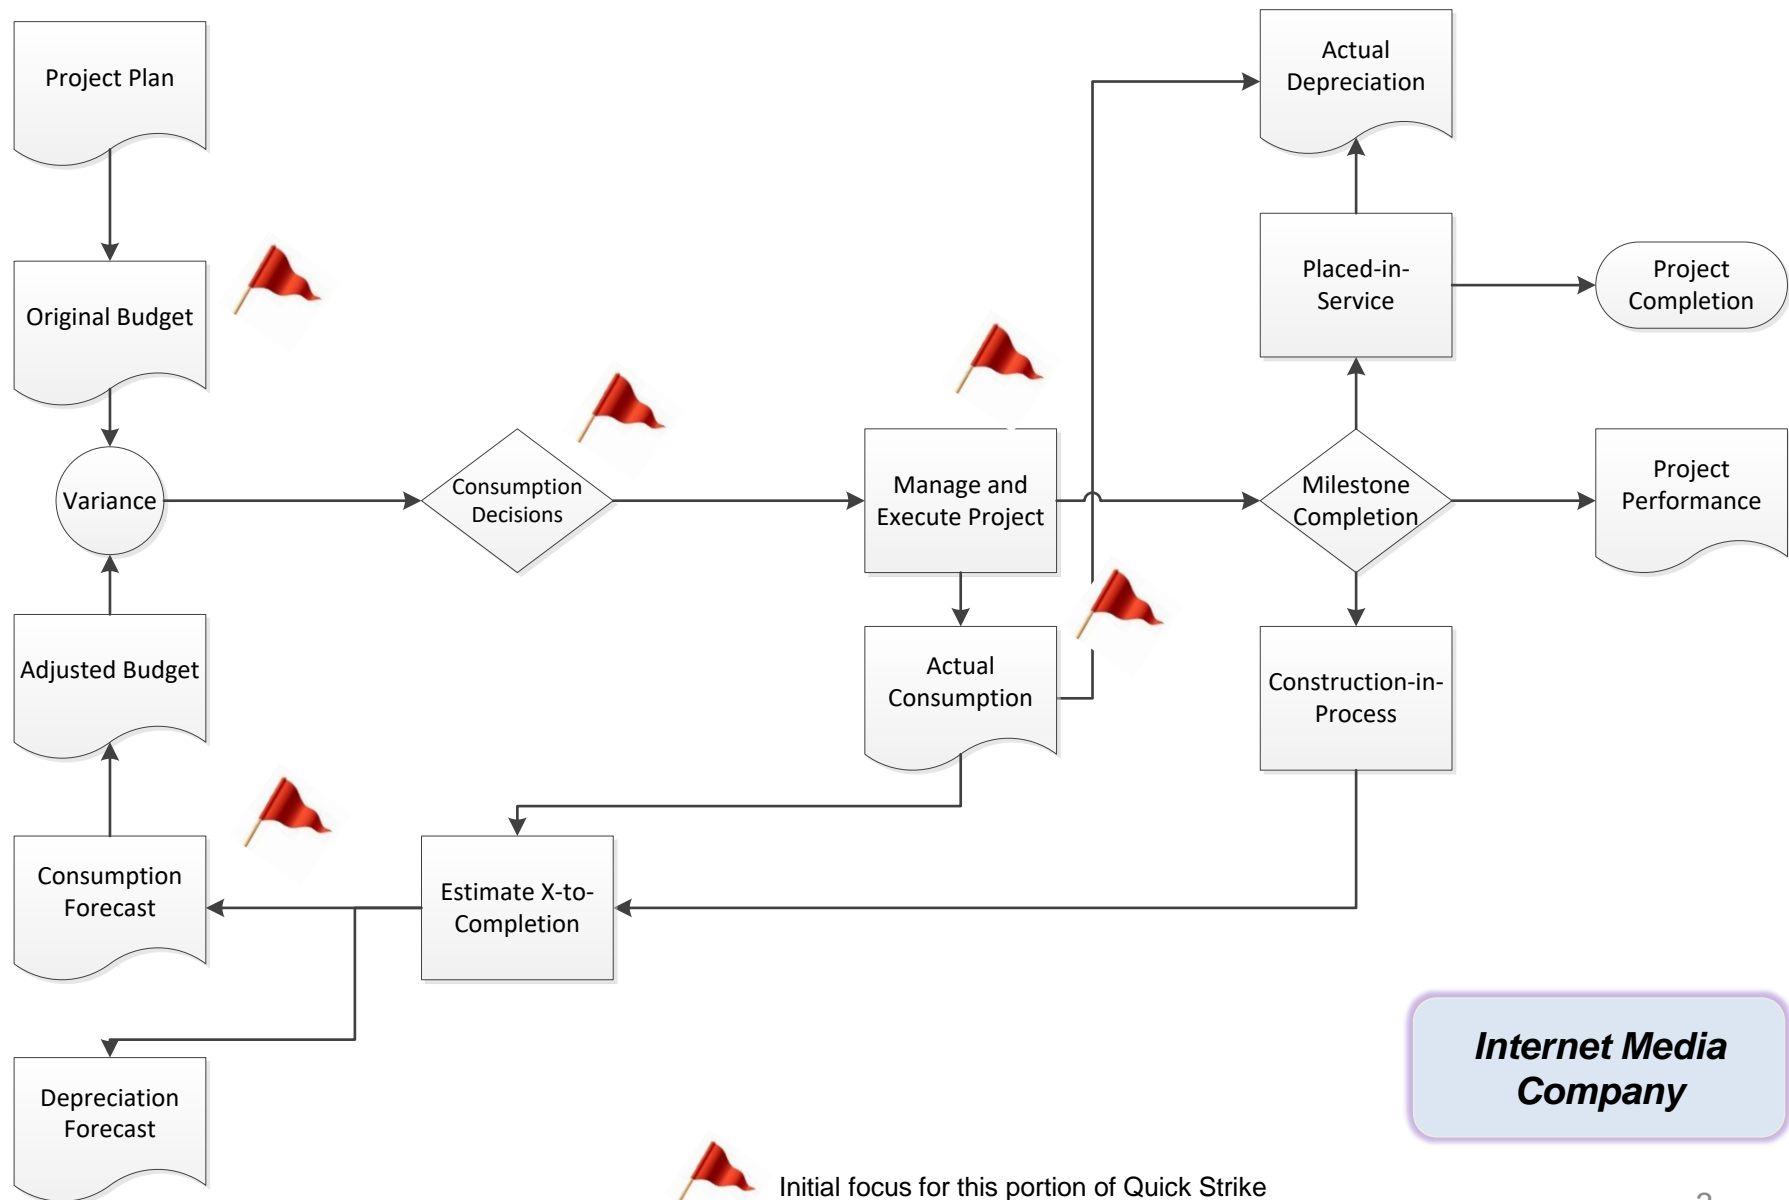 Project Plan
Actual
Depreciation
Original Budget
Placed-in-
Service
Project
Completion
Variance
Consumption
Decisions
Manage and
Execute Project
Milestone
Completion
Project
Performance
Adjusted Budget
Actual
Consumption
Construction-in-
Process
Consumption
Forecast
Estimate X-to-
Completion
Depreciation
Forecast
Internet Media
Company
Initial focus for this portion of Quick Strike